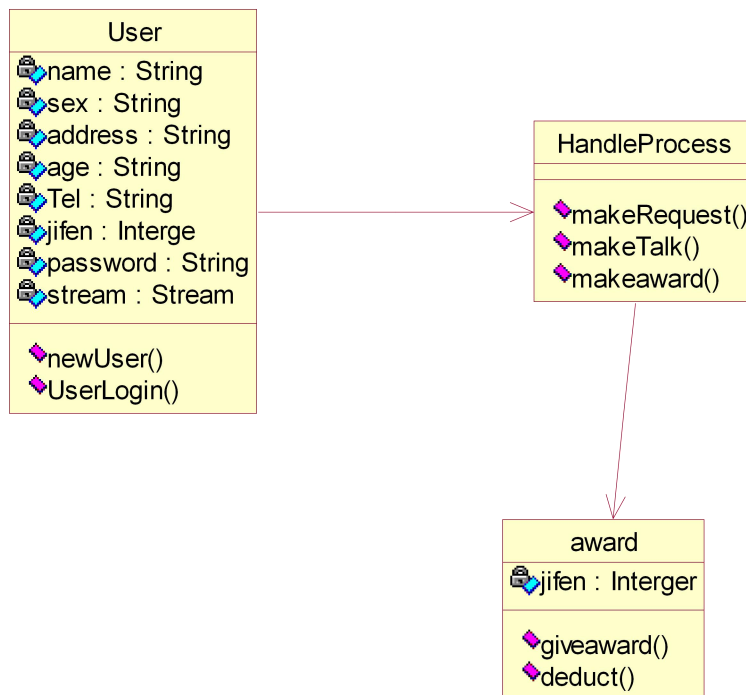 User
name : String
sex : String
address : String
age : String
Tel : String
jifen : Interge
password : String
stream : Stream
newUser()
UserLogin()
HandleProcess
makeRequest()
makeTalk()
makeaward()
award
jifen : Interger
giveaward()
deduct()